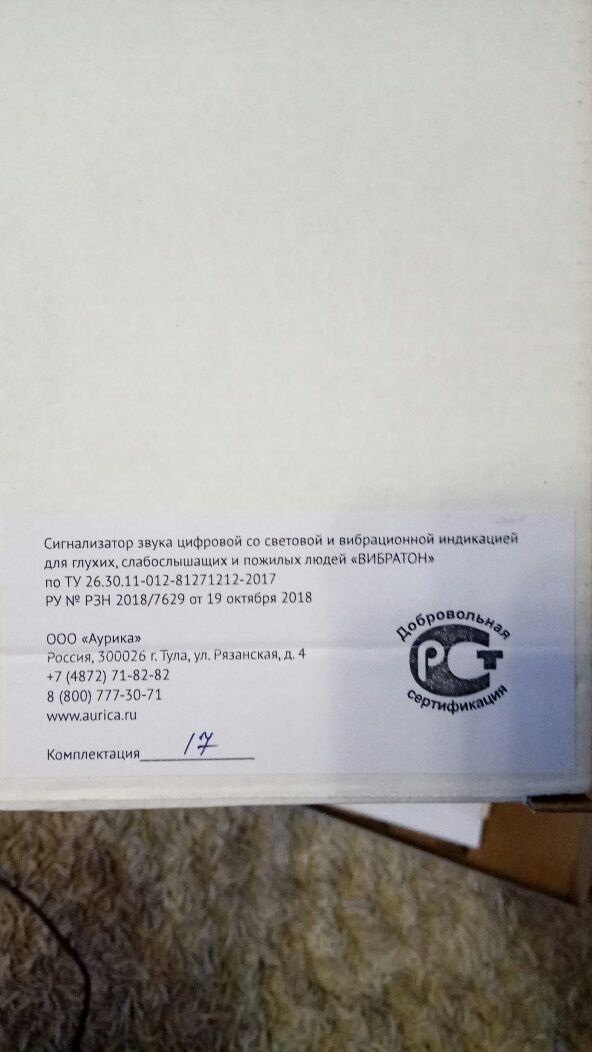 Сигнализатор звука цифровой со световой и вибрационной индикацией
для глухих, слабослышащих и пожилых людей «ВИБРАТОН»
по ТУ 26.30.11-012-81271212-2017
РУ № РЗН 2018/7629 от 19 октября 2018
ООО «Аурика»
Россия, 300026 г. Тула, ул. Рязанская, д. 4
+7 (4872) 71-82-82
8 (800) 777-30-71
www.aurica.ru
Комплектация 17
Добровольная
РСТ
сертификация